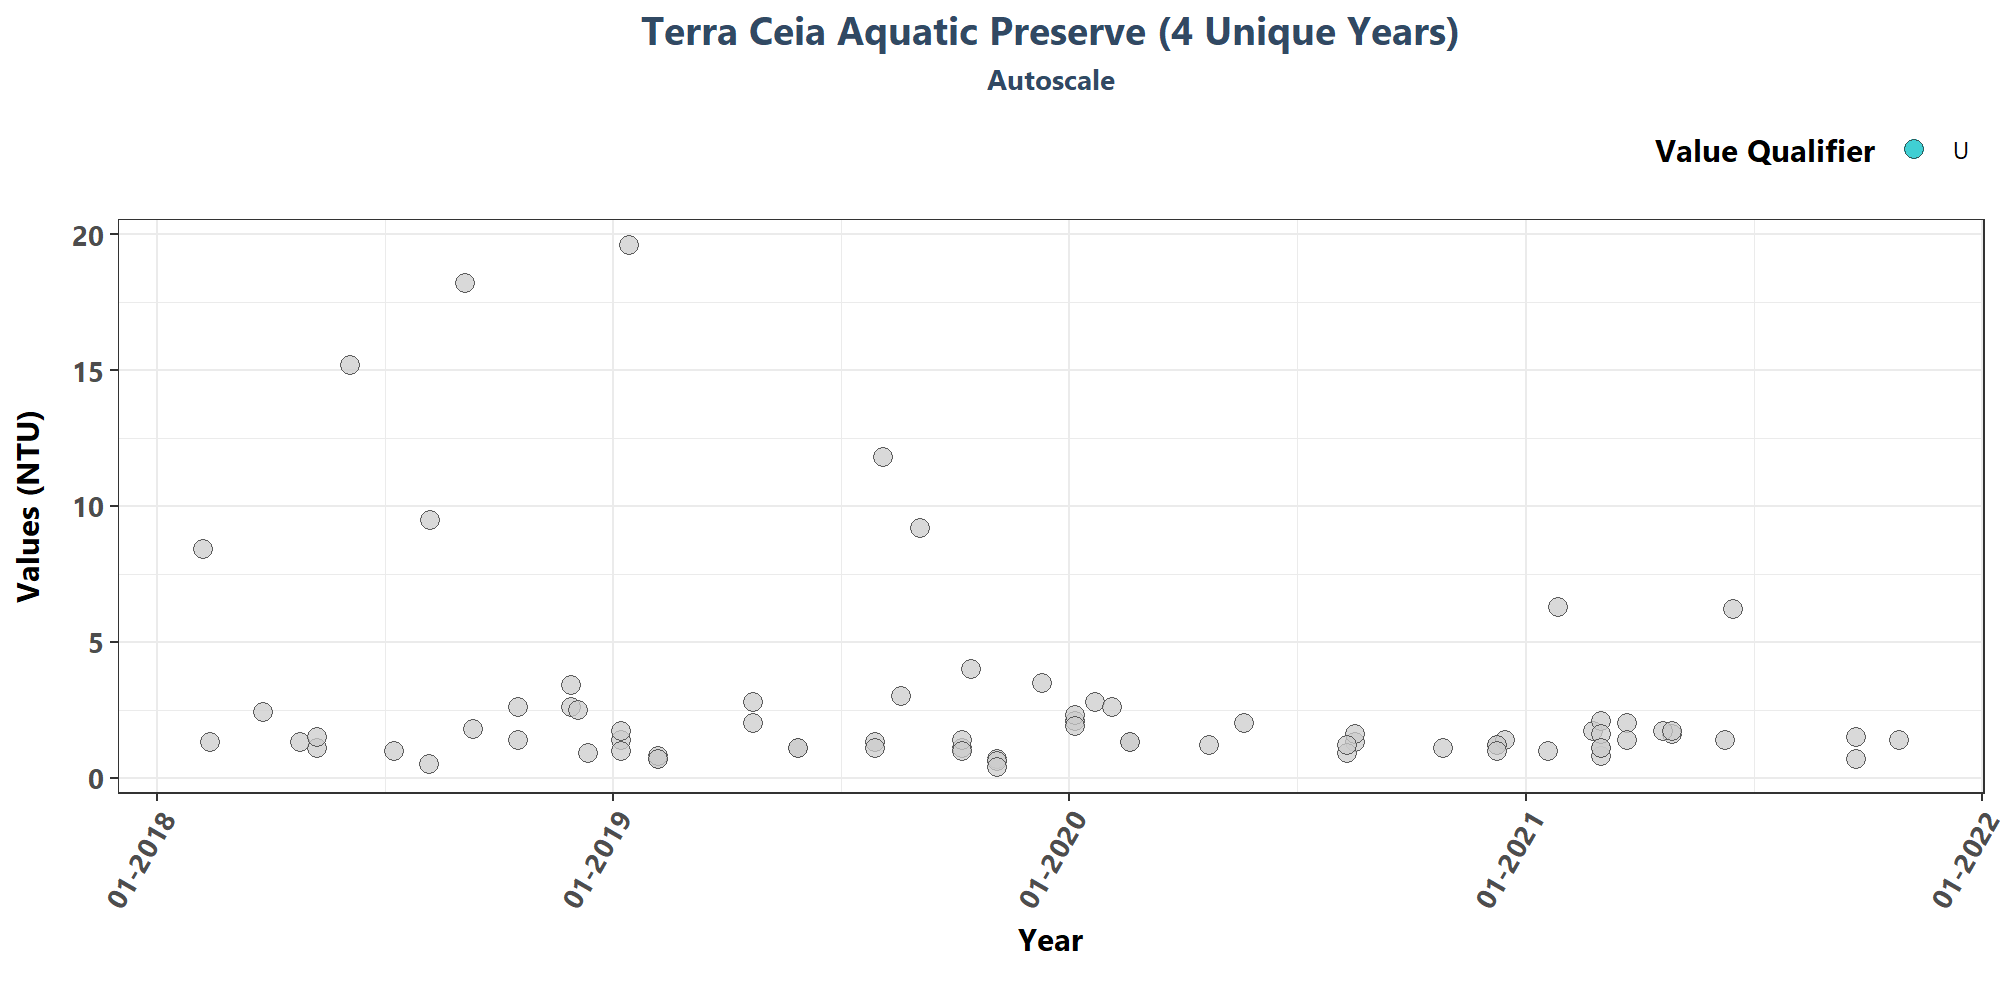 Terra Ceia Aquatic Preserve (4 Unique Years)
Autoscale
Value Qualifier U
20
15
10
5
0
Values (NTU)
01-2018
01-2019
01-2020
01-2021
01-2022
Year